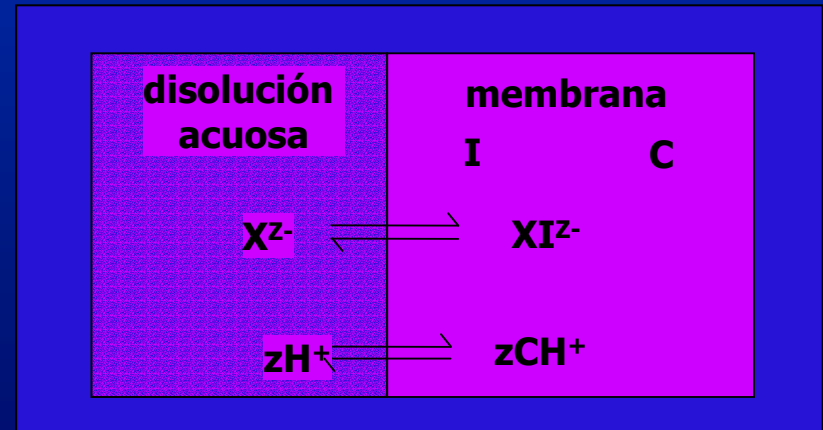 disolución
acuosa
membrana
I C
Xᶻ⁻ XIᶻ⁻
zH⁺ zCH⁺